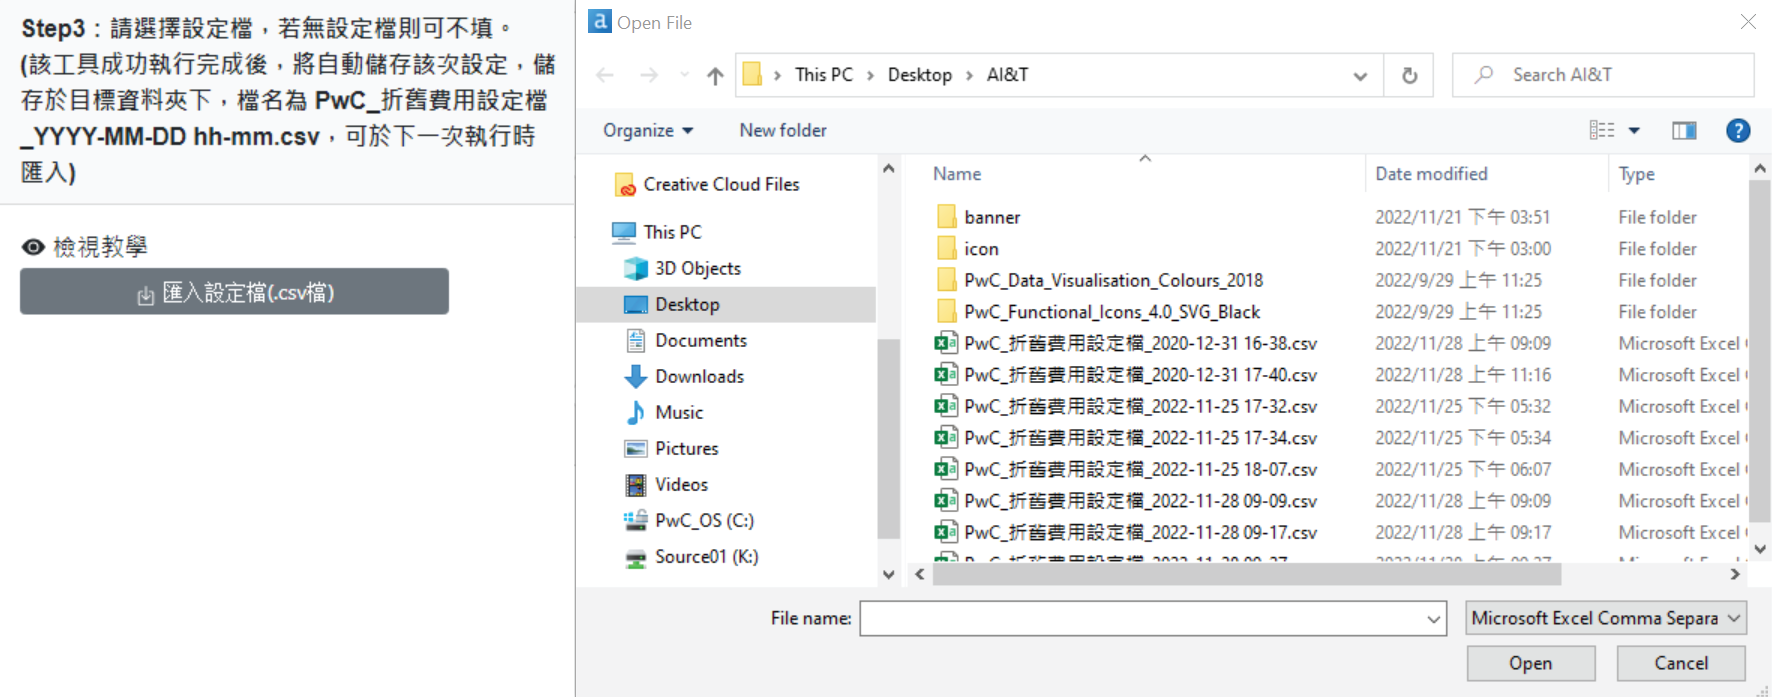 Step3：請選擇設定檔，若無設定檔則可不填。
(該工具成功執行完成後，將自動儲存該次設定，儲
存於目標資料夾下，檔名為 PwC_折舊費用設定檔
_YYYY-MM-DD hh-mm.csv，可於下一次執行時
匯入)
檢視教學
匯入設定檔(.csv檔)
a Open File
This PC > Desktop > AI&T
Search AI&T
Organize
New folder
?
Creative Cloud Files
This PC
3D Objects
Desktop
Documents
Downloads
Music
Pictures
Videos
PwC_OS (C:)
Source01 (K:)
Name Date modified Type
banner 2022/11/21 下午 03:51 File folder
icon 2022/11/21 下午 03:00 File folder
PwC_Data_Visualisation_Colours_2018 2022/9/29 上午 11:25 File folder
PwC_Functional_Icons_4.0_SVG_Black 2022/9/29 上午 11:25 File folder
PwC_折舊費用設定檔_2020-12-31 16-38.csv 2022/11/28 上午 09:09 Microsoft Excel
PwC_折舊費用設定檔_2020-12-31 17-40.csv 2022/11/28 上午 11:16 Microsoft Excel
PwC_折舊費用設定檔_2022-11-25 17-32.csv 2022/11/25 下午 05:32 Microsoft Excel
PwC_折舊費用設定檔_2022-11-25 17-34.csv 2022/11/25 下午 05:34 Microsoft Excel
PwC_折舊費用設定檔_2022-11-25 18-07.csv 2022/11/25 下午 06:07 Microsoft Excel
PwC_折舊費用設定檔_2022-11-28 09-09.csv 2022/11/28 上午 09:09 Microsoft Excel
PwC_折舊費用設定檔_2022-11-28 09-17.csv 2022/11/28 上午 09:17 Microsoft Excel
File name:
Microsoft Excel Comma Separa
Open
Cancel